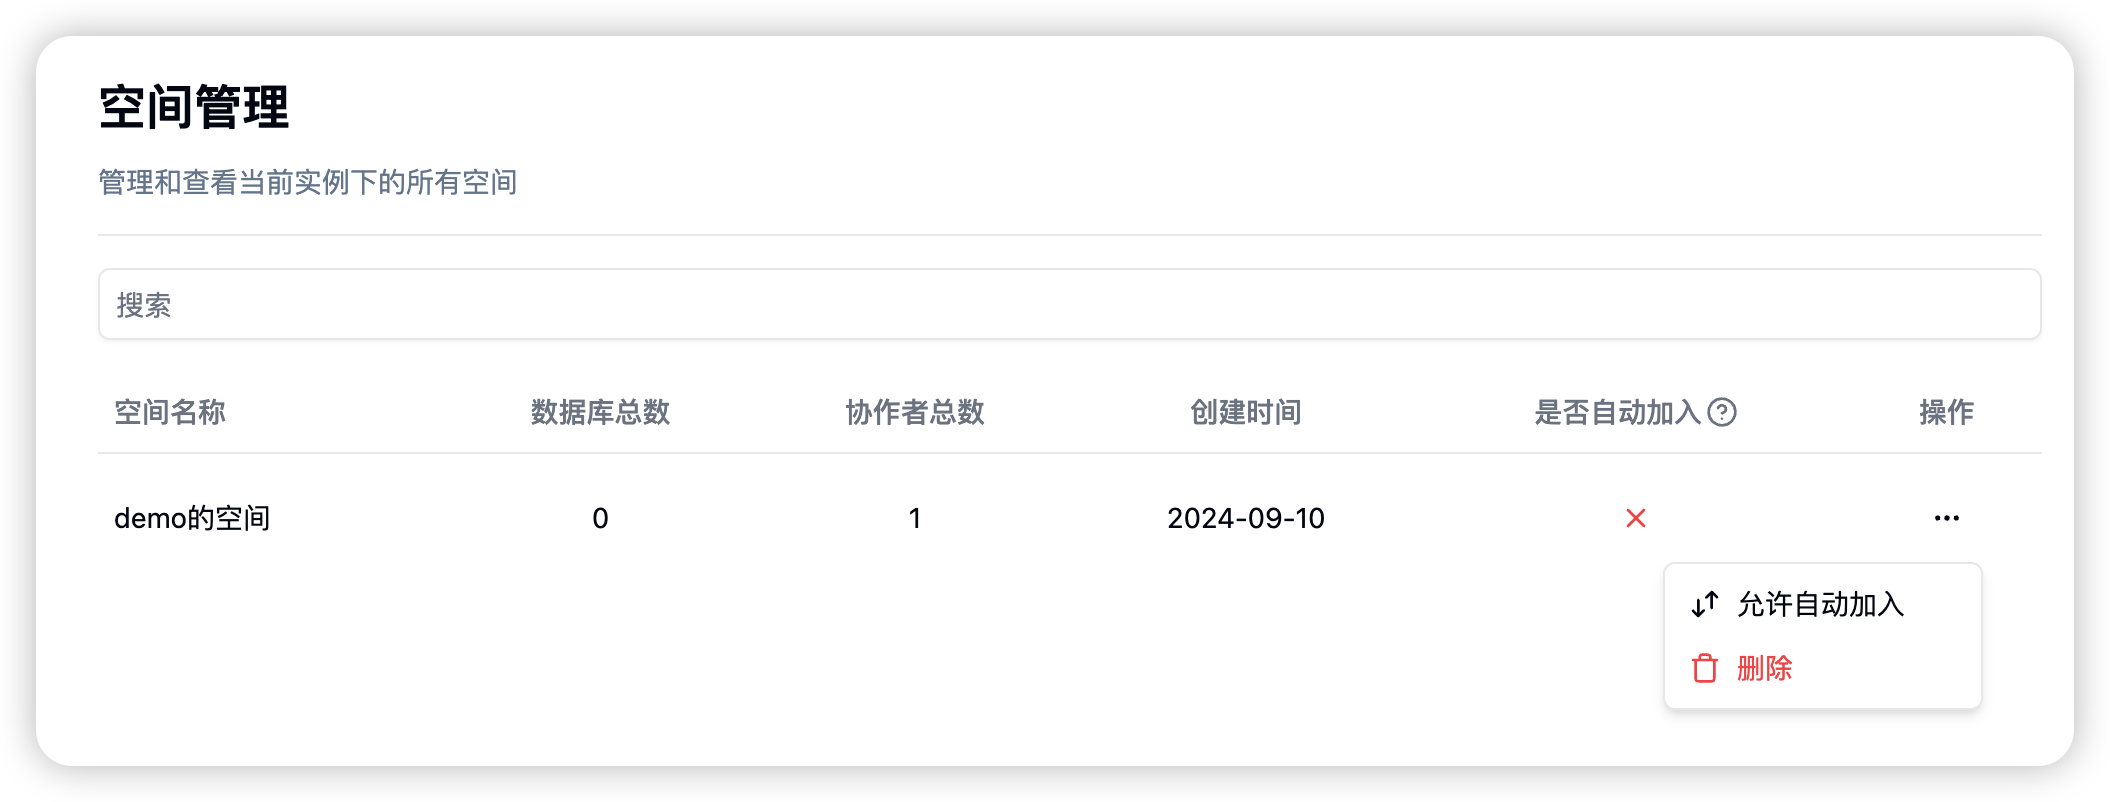 空间管理
管理和查看当前实例下的所有空间
搜索
空间名称 数据库总数 协作者总数 创建时间 是否自动加入 操作
demo的空间 0 1 2024-09-10
允许自动加入
删除